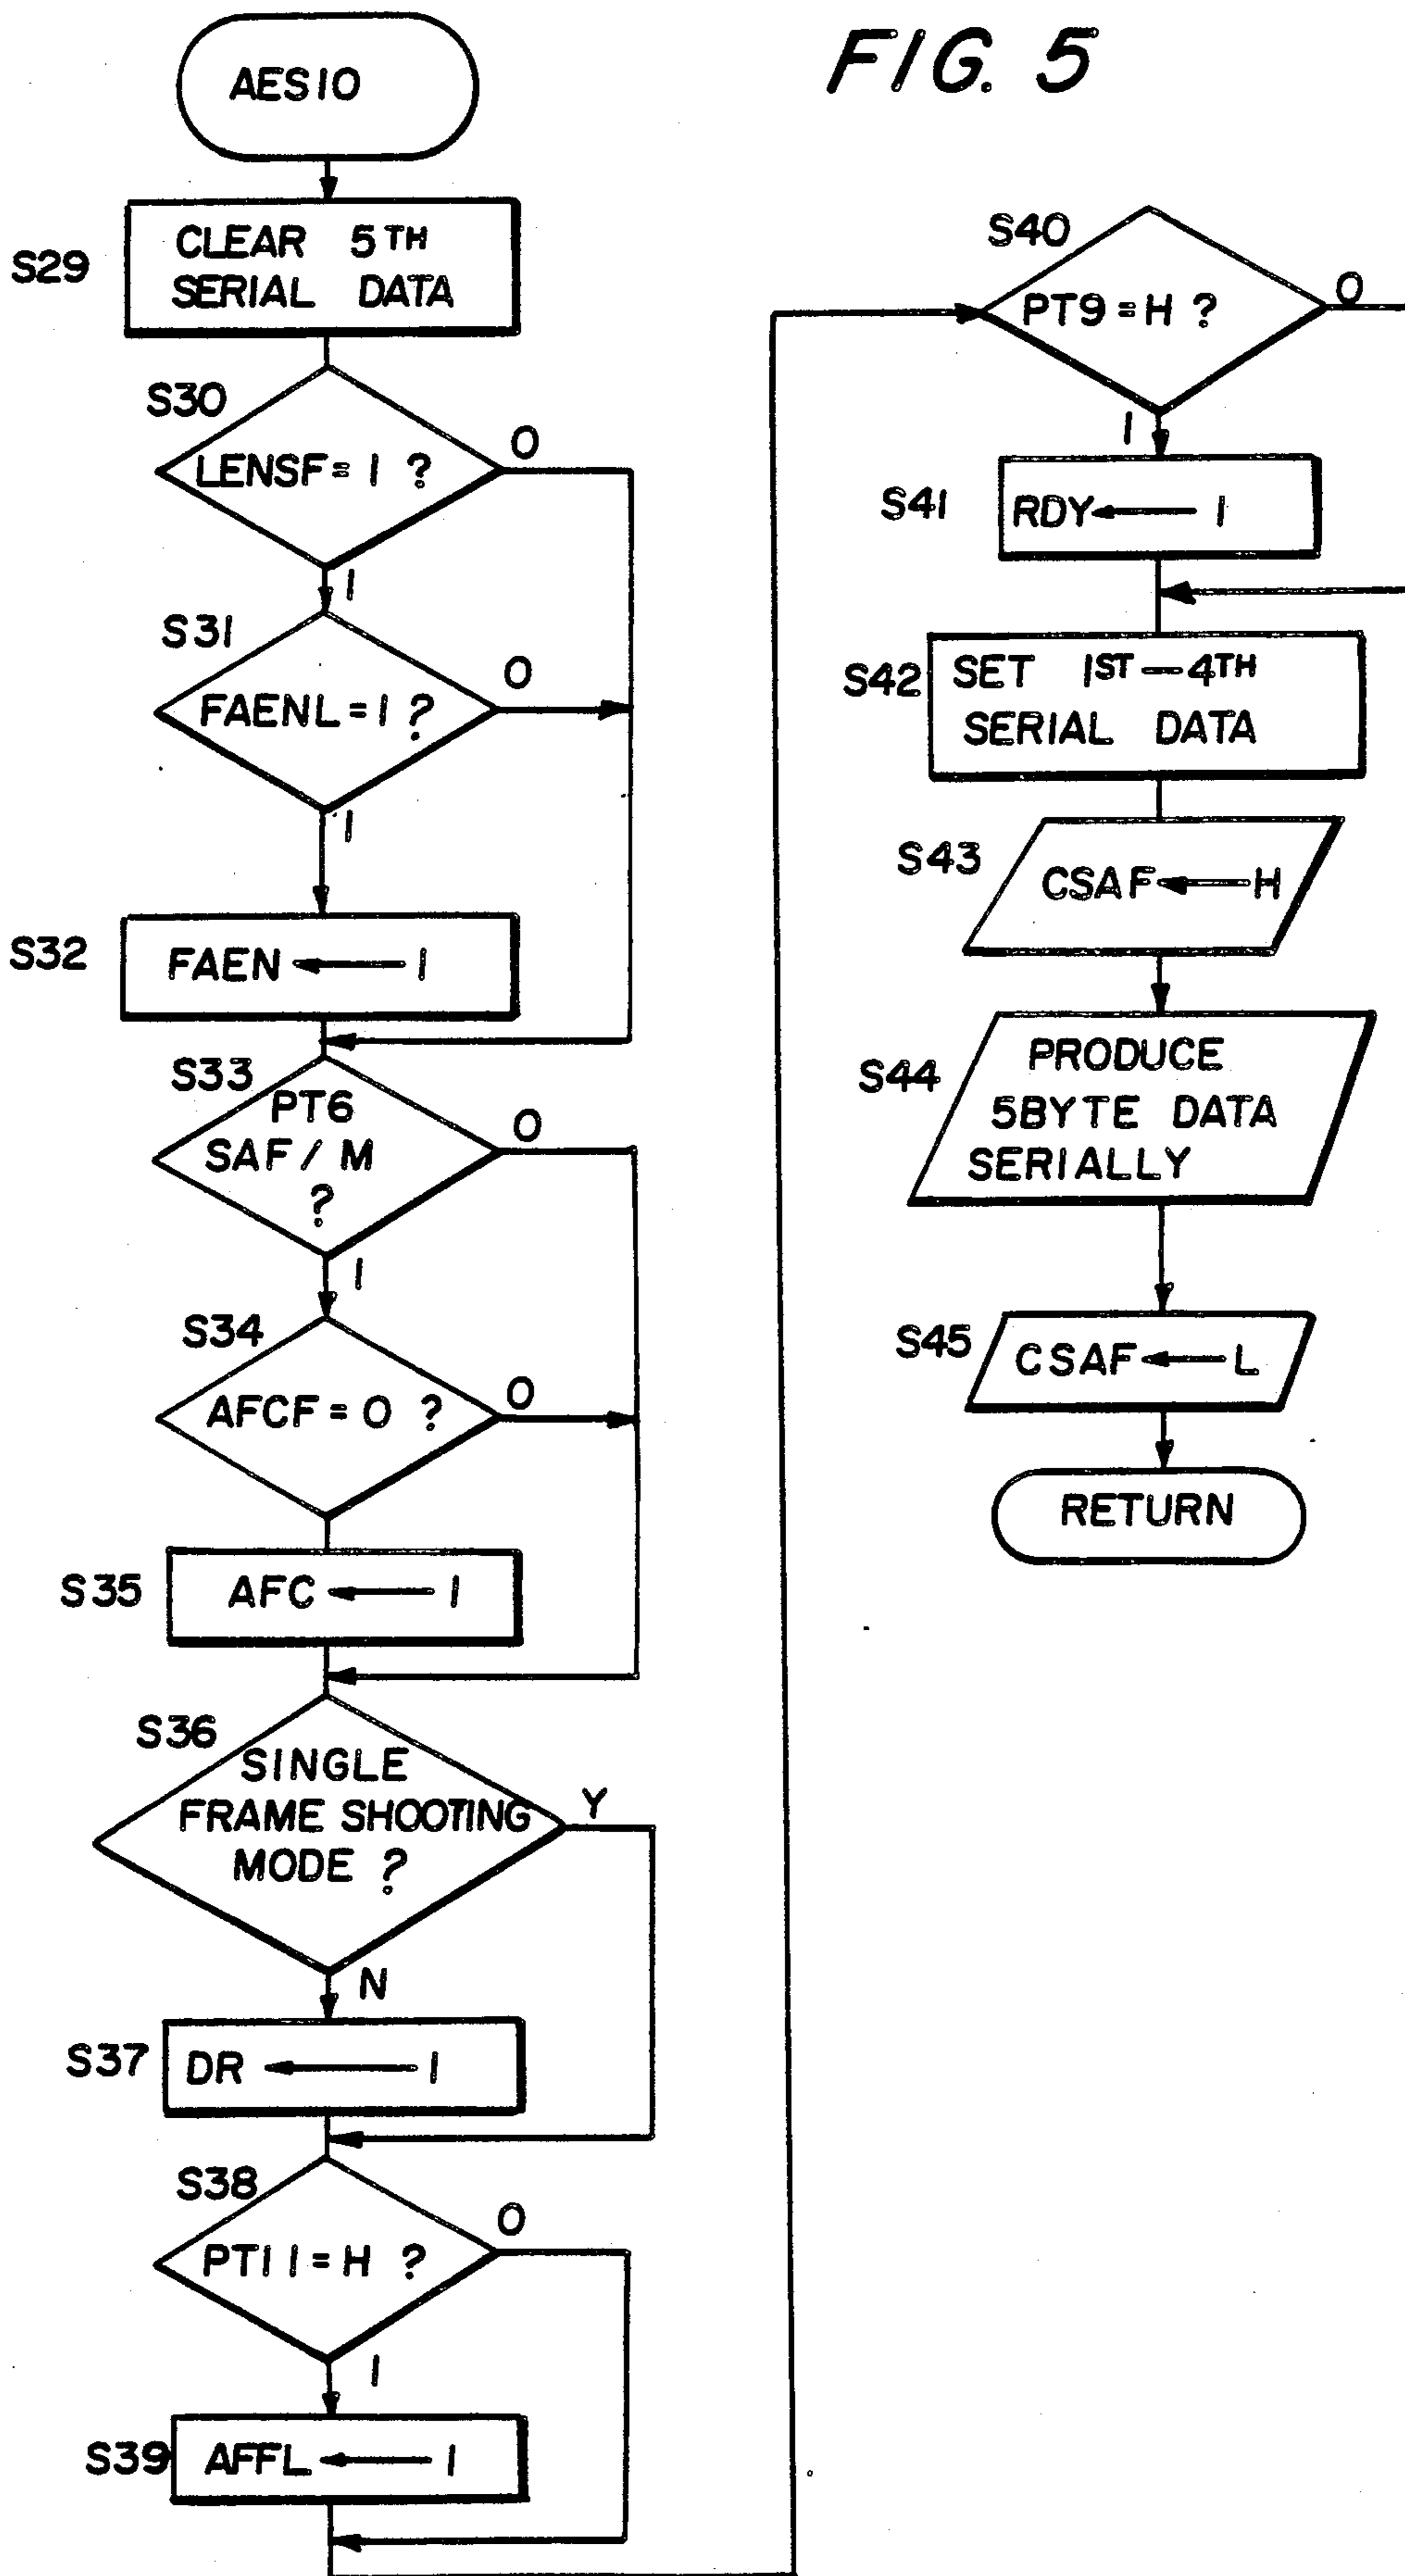 FIG. 5
AESIO
S29
CLEAR 5TH
SERIAL DATA
S30
LENSF=1 ?
0
1
S31
FAENL=1 ?
0
1
S32
FAEN ← 1
S33
PT6
SAF/M
?
0
1
S34
AFCF=0 ?
0
S35
AFC ← 1
S36
SINGLE
FRAME SHOOTING
MODE ?
Y
N
S37
DR ← 1
S38
PT11=H ?
0
1
S39
AFFL ← 1
S40
PT9=H ?
0
1
S41
RDY ← 1
S42
SET 1ST-4TH
SERIAL DATA
S43
CSAF ← H
S44
PRODUCE
5BYTE DATA
SERIALLY
S45
CSAF ← L
RETURN